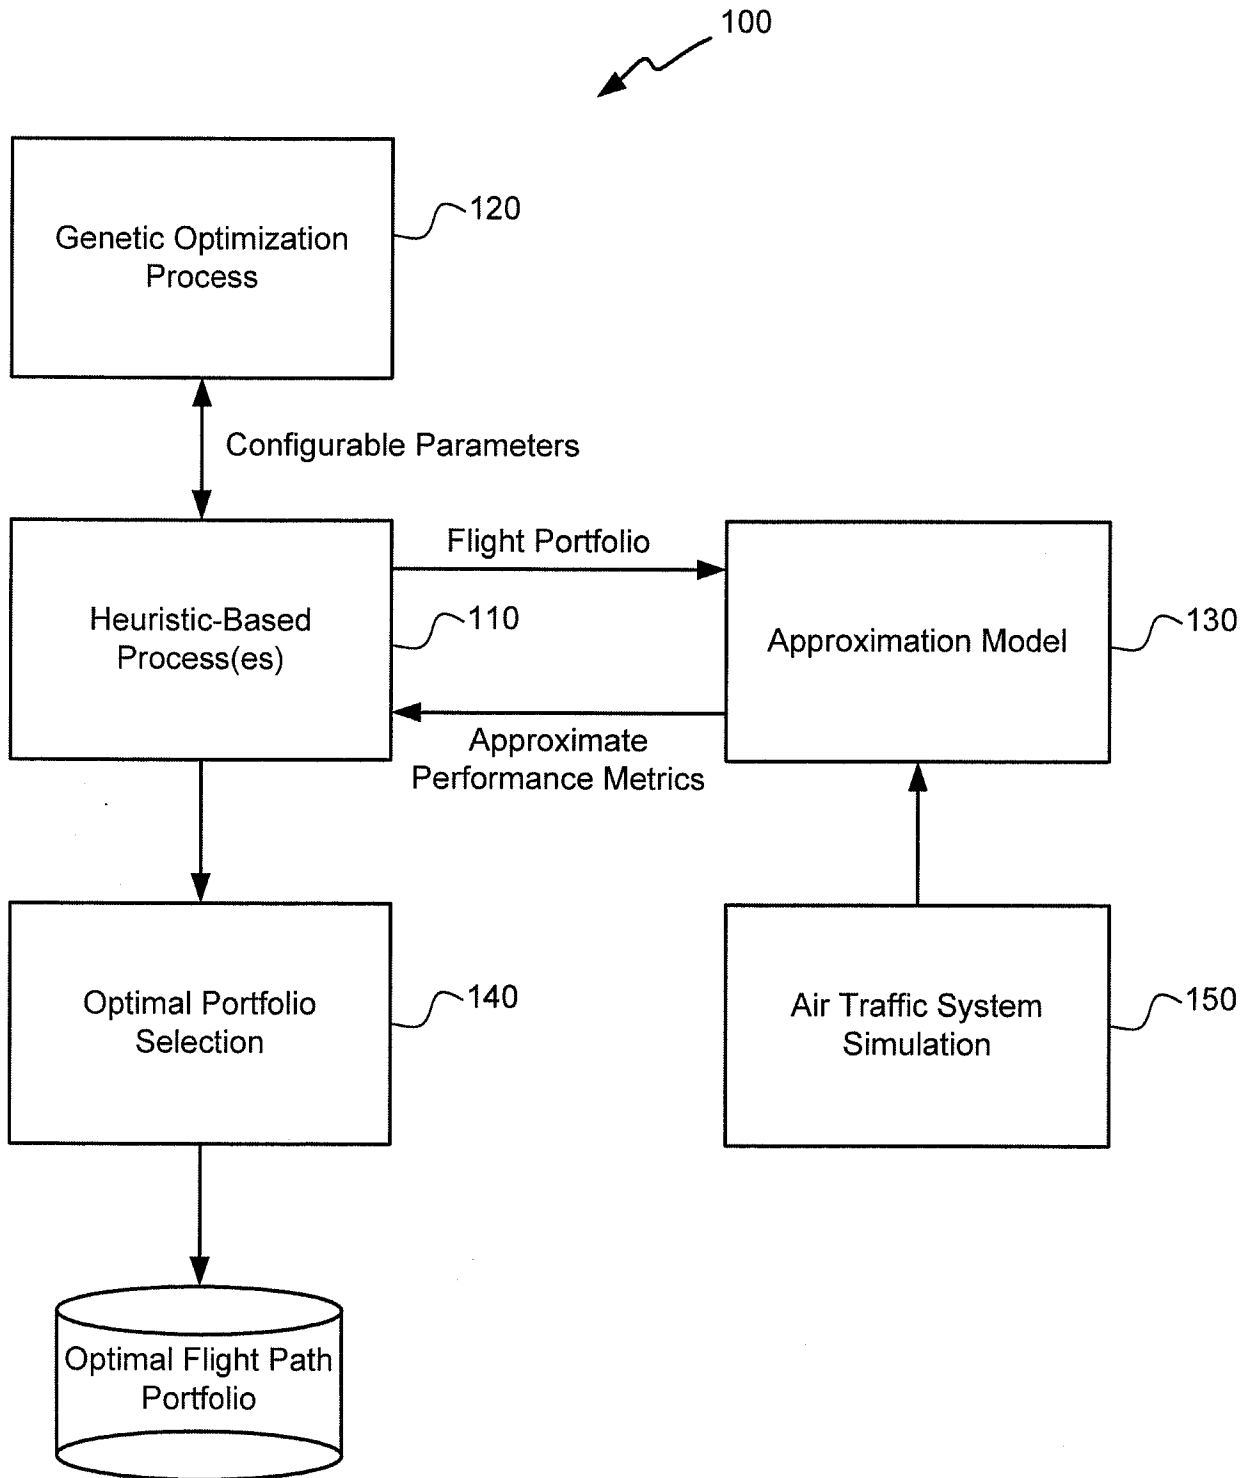 100
Genetic Optimization
Process
120
Configurable Parameters
Flight Portfolio
Heuristic-Based
Process(es)
110
Approximation Model
130
Approximate
Performance Metrics
Optimal Portfolio
Selection
140
Air Traffic System
Simulation
150
Optimal Flight Path
Portfolio